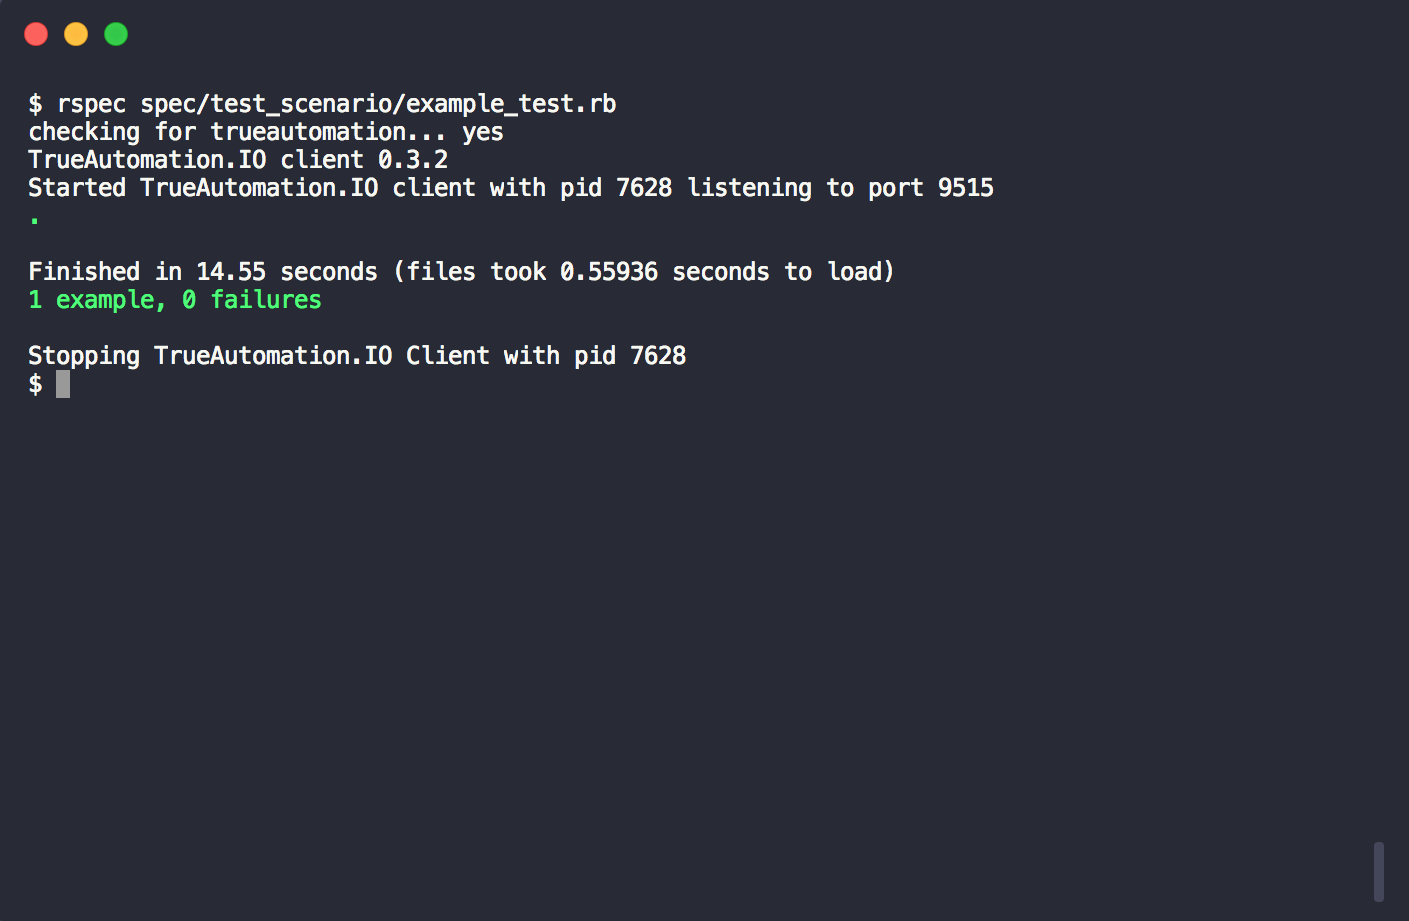 $ rspec spec/test_scenario/example_test.rb
checking for trueautomation... yes
TrueAutomation.IO client 0.3.2
Started TrueAutomation.IO client with pid 7628 listening to port 9515
.
Finished in 14.55 seconds (files took 0.55936 seconds to load)
1 example, 0 failures
Stopping TrueAutomation.IO Client with pid 7628
$